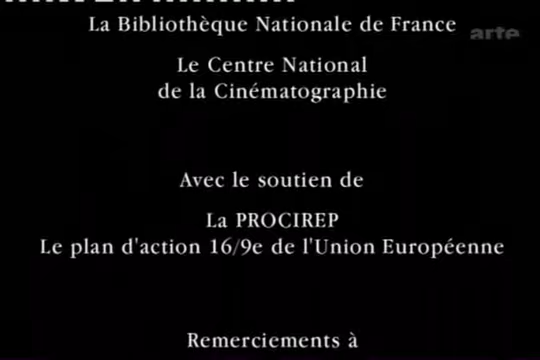 La Bibliothèque Nationale de France
arte
Le Centre National
de la Cinématographie
Avec le soutien de
La PROCIREP
Le plan d'action 16/9e de l'Union Européenne
Remerciements à